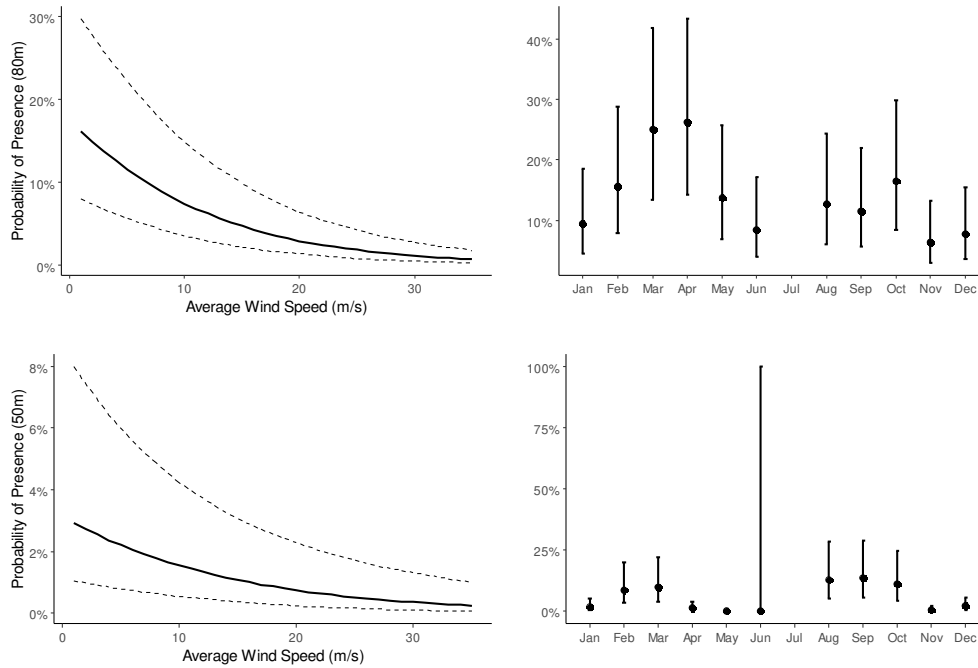 Probability of Presence (80m)
30%
20%
10%
0%
0 10 20 30
Average Wind Speed (m/s)
40%
30%
20%
10%
Jan Feb Mar Apr May Jun Jul Aug Sep Oct Nov Dec
Probability of Presence (50m)
8%
6%
4%
2%
0%
0 10 20 30
Average Wind Speed (m/s)
100%
75%
50%
25%
0%
Jan Feb Mar Apr May Jun Jul Aug Sep Oct Nov Dec